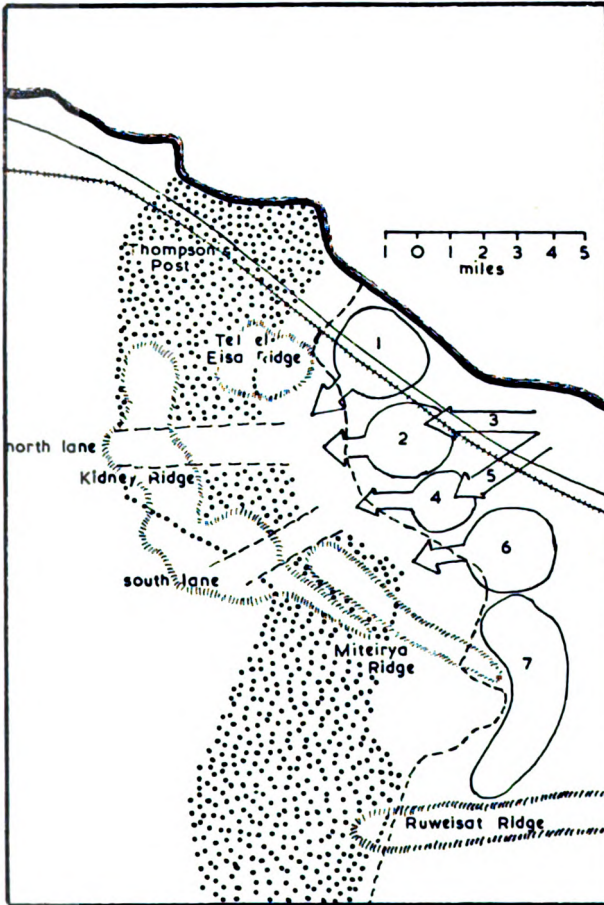 Thompson's
Post
1 0 1 2 3 4 5
miles
Tel el
Eisa Ridge
1
north lane
2
3
Kidney Ridge
4
5
6
south lane
Miteirya
Ridge
7
Ruweisat Ridge